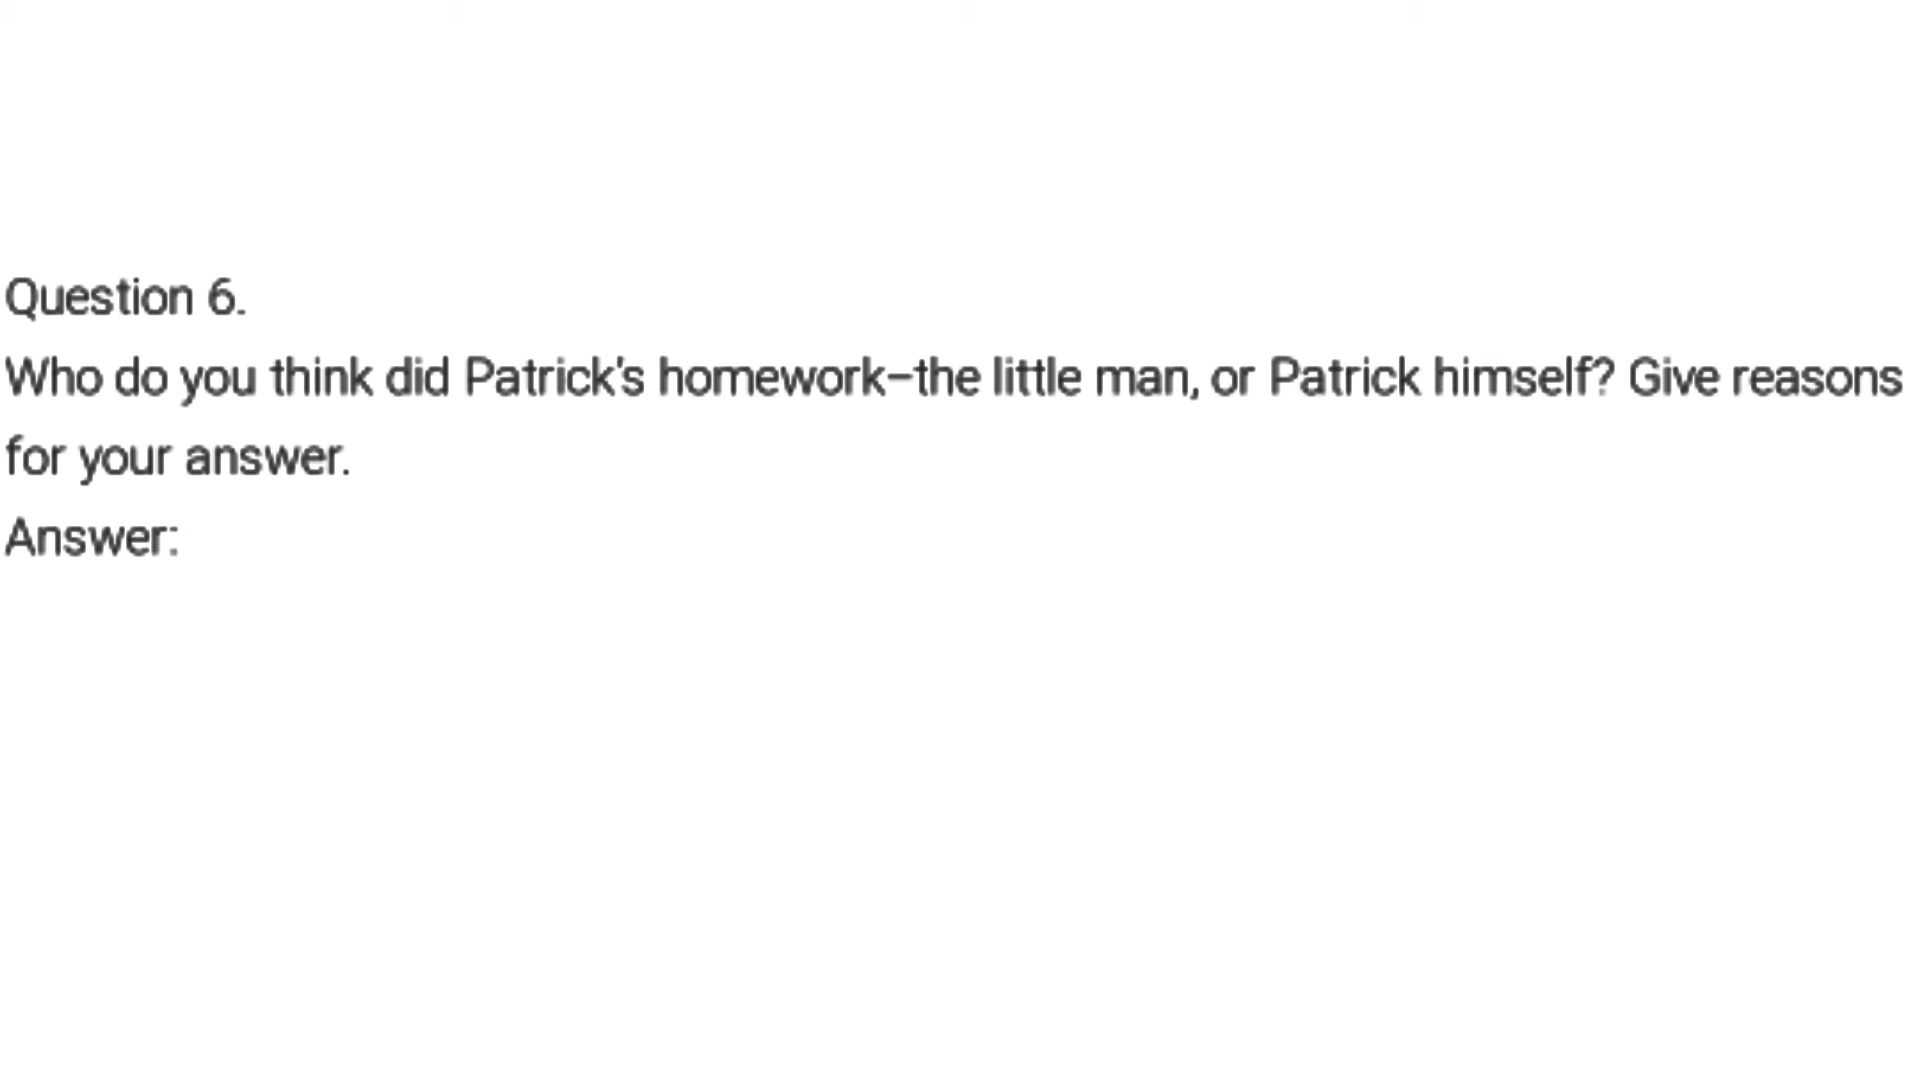 Question 6.
Who do you think did Patrick's homework–the little man, or Patrick himself? Give reasons
for your answer.
Answer: